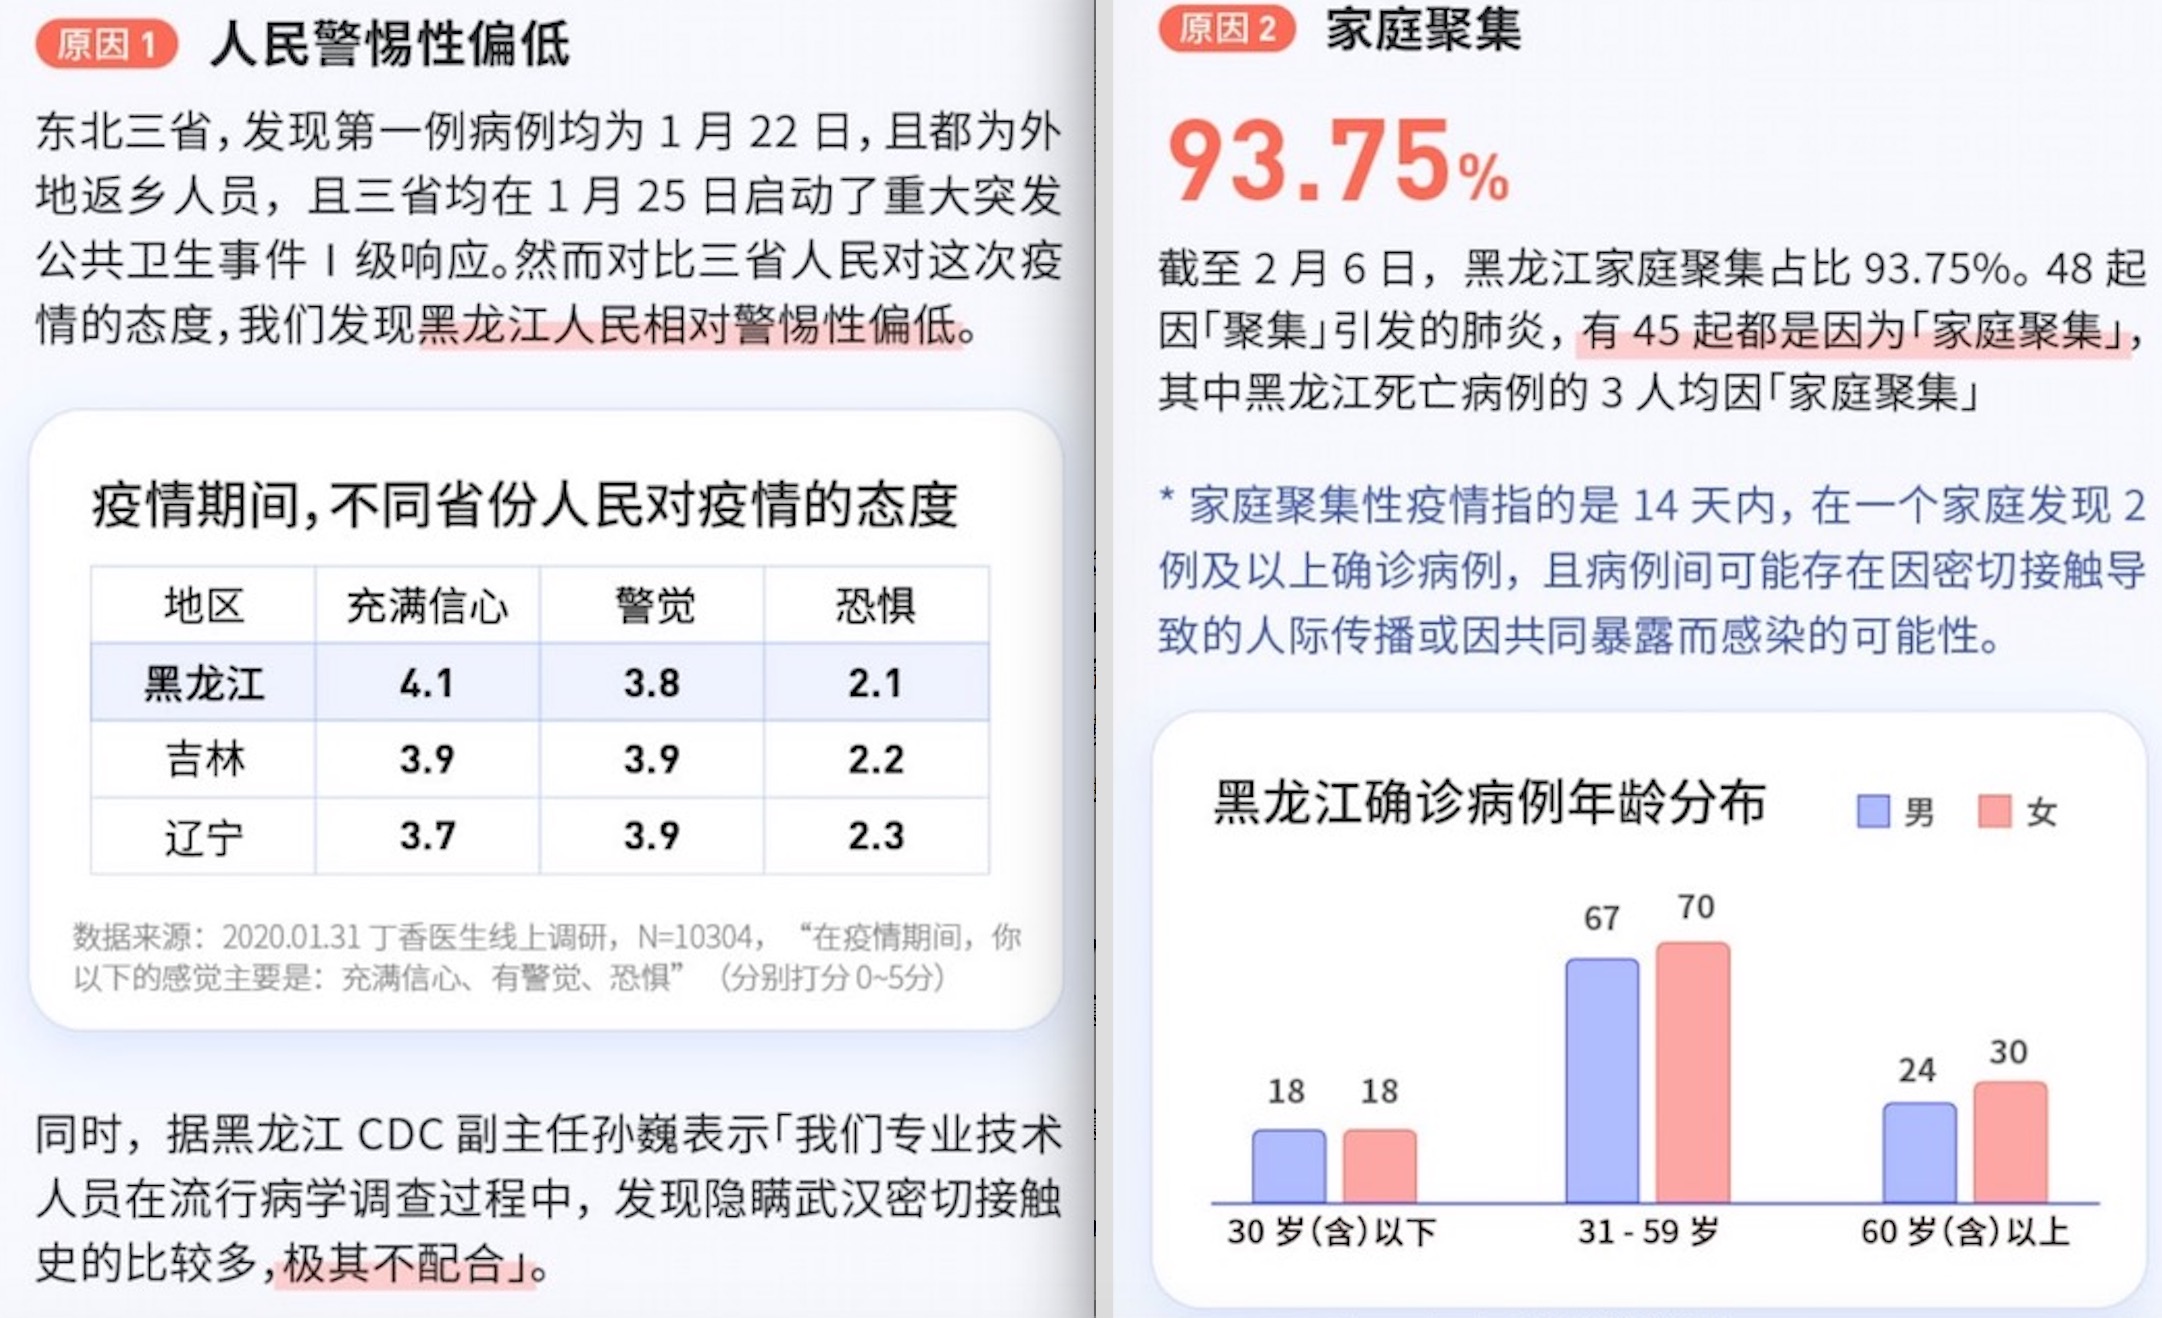 原因 1 人民警惕性偏低
东北三省，发现第一例病例均为 1 月 22 日，且都为外
地返乡人员，且三省均在 1 月 25 日启动了重大突发
公共卫生事件 Ⅰ 级响应。然而对比三省人民对这次疫
情的态度，我们发现黑龙江人民相对警惕性偏低。
疫情期间，不同省份人民对疫情的态度
地区 充满信心 警觉 恐惧
黑龙江 4.1 3.8 2.1
吉林 3.9 3.9 2.2
辽宁 3.7 3.9 2.3
数据来源：2020.01.31 丁香医生线上调研，N=10304，“在疫情期间，你
以下的感觉主要是：充满信心、有警觉、恐惧”（分别打分 0~5分）
同时，据黑龙江 CDC 副主任孙巍表示「我们专业技术
人员在流行病学调查过程中，发现隐瞒武汉密切接触
史的比较多，极其不配合」。
原因 2 家庭聚集
93.75%
截至 2 月 6 日，黑龙江家庭聚集占比 93.75%。48 起
因「聚集」引发的肺炎，有 45 起都是因为「家庭聚集」，
其中黑龙江死亡病例的 3 人均因「家庭聚集」
* 家庭聚集性疫情指的是 14 天内，在一个家庭发现 2
例及以上确诊病例，且病例间可能存在因密切接触导
致的人际传播或因共同暴露而感染的可能性。
黑龙江确诊病例年龄分布
男 女
18 18 67 70 24 30
30 岁（含）以下 31 - 59 岁 60 岁（含）以上